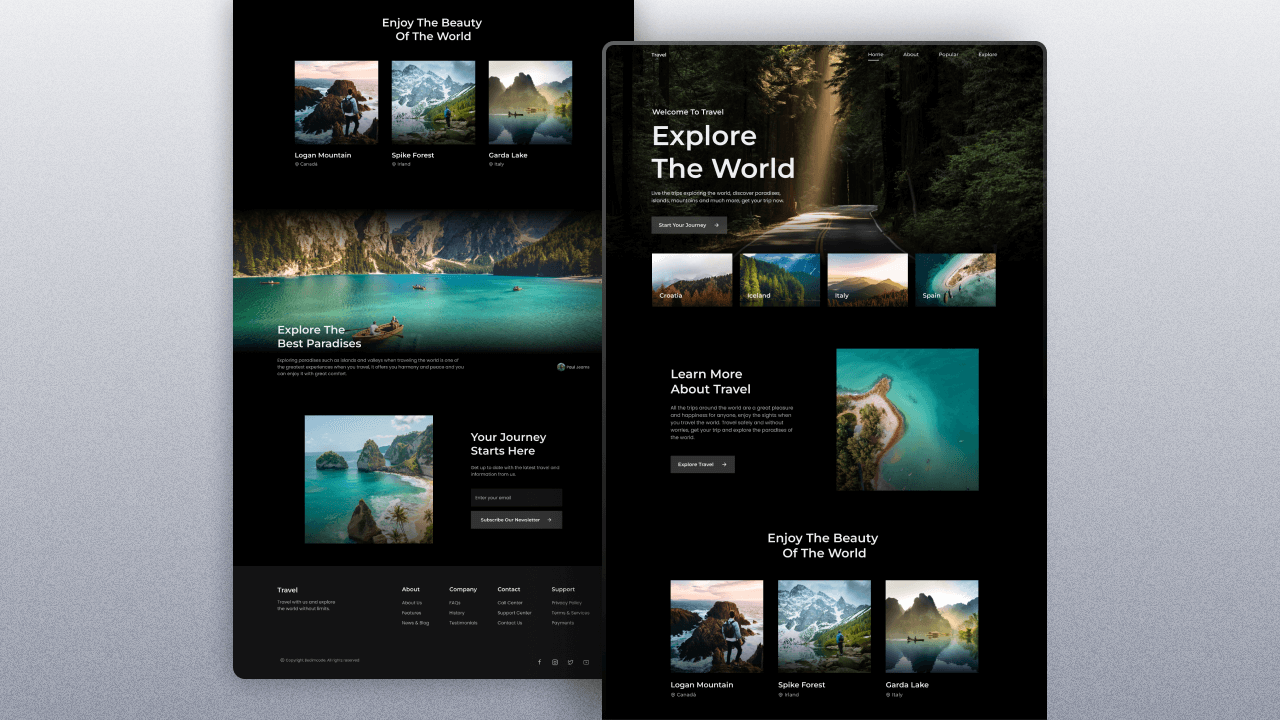 Enjoy The Beauty
Of The World
Logan Mountain
Canadá
Spike Forest
Irland
Garda Lake
Italy
Explore The
Best Paradises
Exploring paradises such as islands and valleys when traveling the world is one of
the greatest experiences when you travel, it offers you harmony and peace and you
can enjoy it with great comfort.
Paul Jeams
Your Journey
Starts Here
Get up to date with the latest travel and
information from us.
Enter your email
Subscribe Our Newsletter
Travel
Travel with us and explore
the world without limits.
About
About Us
Features
News & Blog
Company
FAQs
History
Testimonials
Contact
Call Center
Support Center
Contact Us
Support
Privacy Policy
Terms & Services
Payments
© Copyright Bedimcode. All rights reserved
Travel
Home
About
Popular
Explore
Welcome To Travel
Explore
The World
Live the trips exploring the world, discover paradises,
islands, mountains and much more, get your trip now.
Start Your Journey
Croatia
Iceland
Italy
Spain
Learn More
About Travel
All the trips around the world are a great pleasure
and happiness for anyone, enjoy the sights when
you travel the world. Travel safely and without
worries, get your trip and explore the paradises of
the world.
Explore Travel
Enjoy The Beauty
Of The World
Logan Mountain
Canadá
Spike Forest
Irland
Garda Lake
Italy